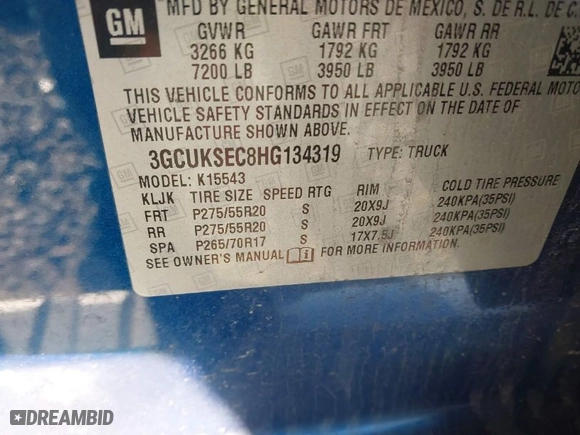 GM
MFD BY GENERAL MOTORS DE MEXICO, S. DE R.L. DE C.
GVWR GAWR FRT GAWR RR
3266 KG 1792 KG 1792 KG
7200 LB 3950 LB 3950 LB
THIS VEHICLE CONFORMS TO ALL APPLICABLE U.S. FEDERAL MOTO
VEHICLE SAFETY STANDARDS IN EFFECT ON THE DATE OF
MANUFACTURE SHOWN ABOVE.
3GCUKSEC8HG134319 TYPE: TRUCK
MODEL: K15543
KLJK TIRE SIZE SPEED RTG RIM COLD TIRE PRESSURE
FRT P275/55R20 S 20X9J 240KPA(35PSI)
RR P275/55R20 S 20X9J 240KPA(35PSI)
SPA P265/70R17 S 17X7.5J 240KPA(35PSI)
SEE OWNER'S MANUAL
DREAMBID